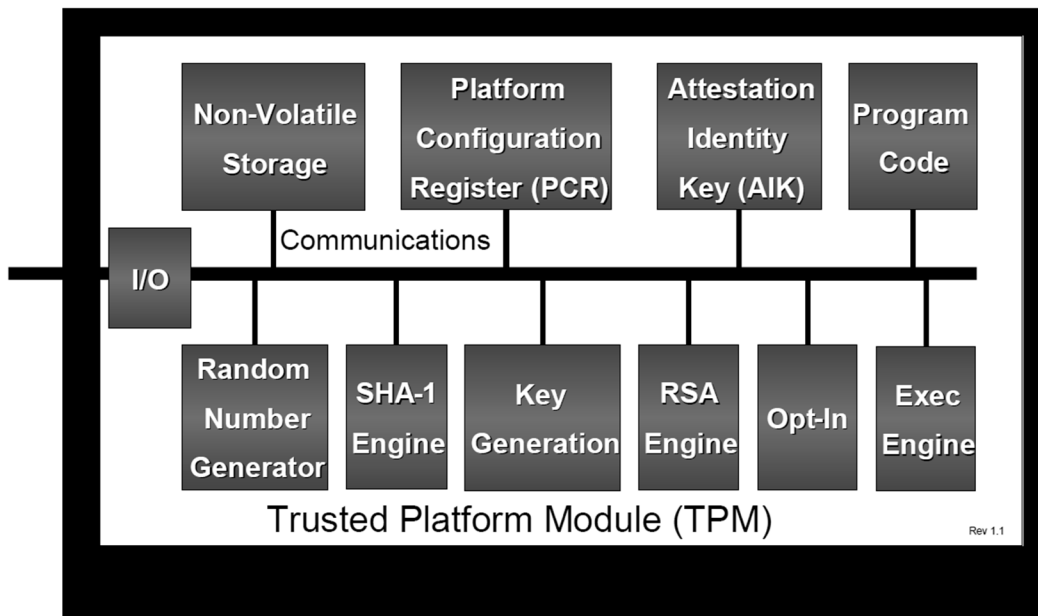 Non-Volatile
Storage
Platform
Configuration
Register (PCR)
Attestation
Identity
Key (AIK)
Program
Code
Communications
I/O
Random
Number
Generator
SHA-1
Engine
Key
Generation
RSA
Engine
Opt-In
Exec
Engine
Trusted Platform Module (TPM)
Rev 1.1